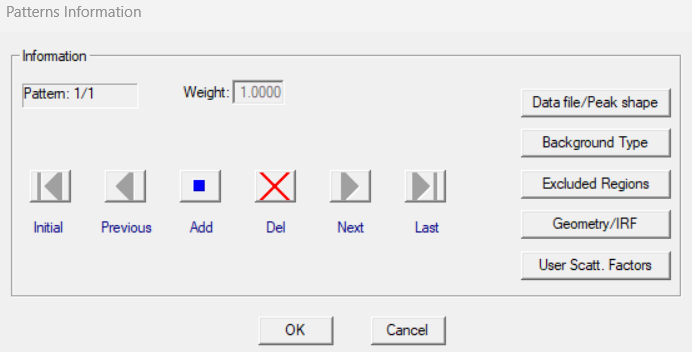 Patterns Information
Information
Pattern: 1/1
Weight: 1.0000
Data file/Peak shape
Background Type
Excluded Regions
Geometry/IRF
User Scatt. Factors
Initial Previous Add Del Next Last
OK Cancel